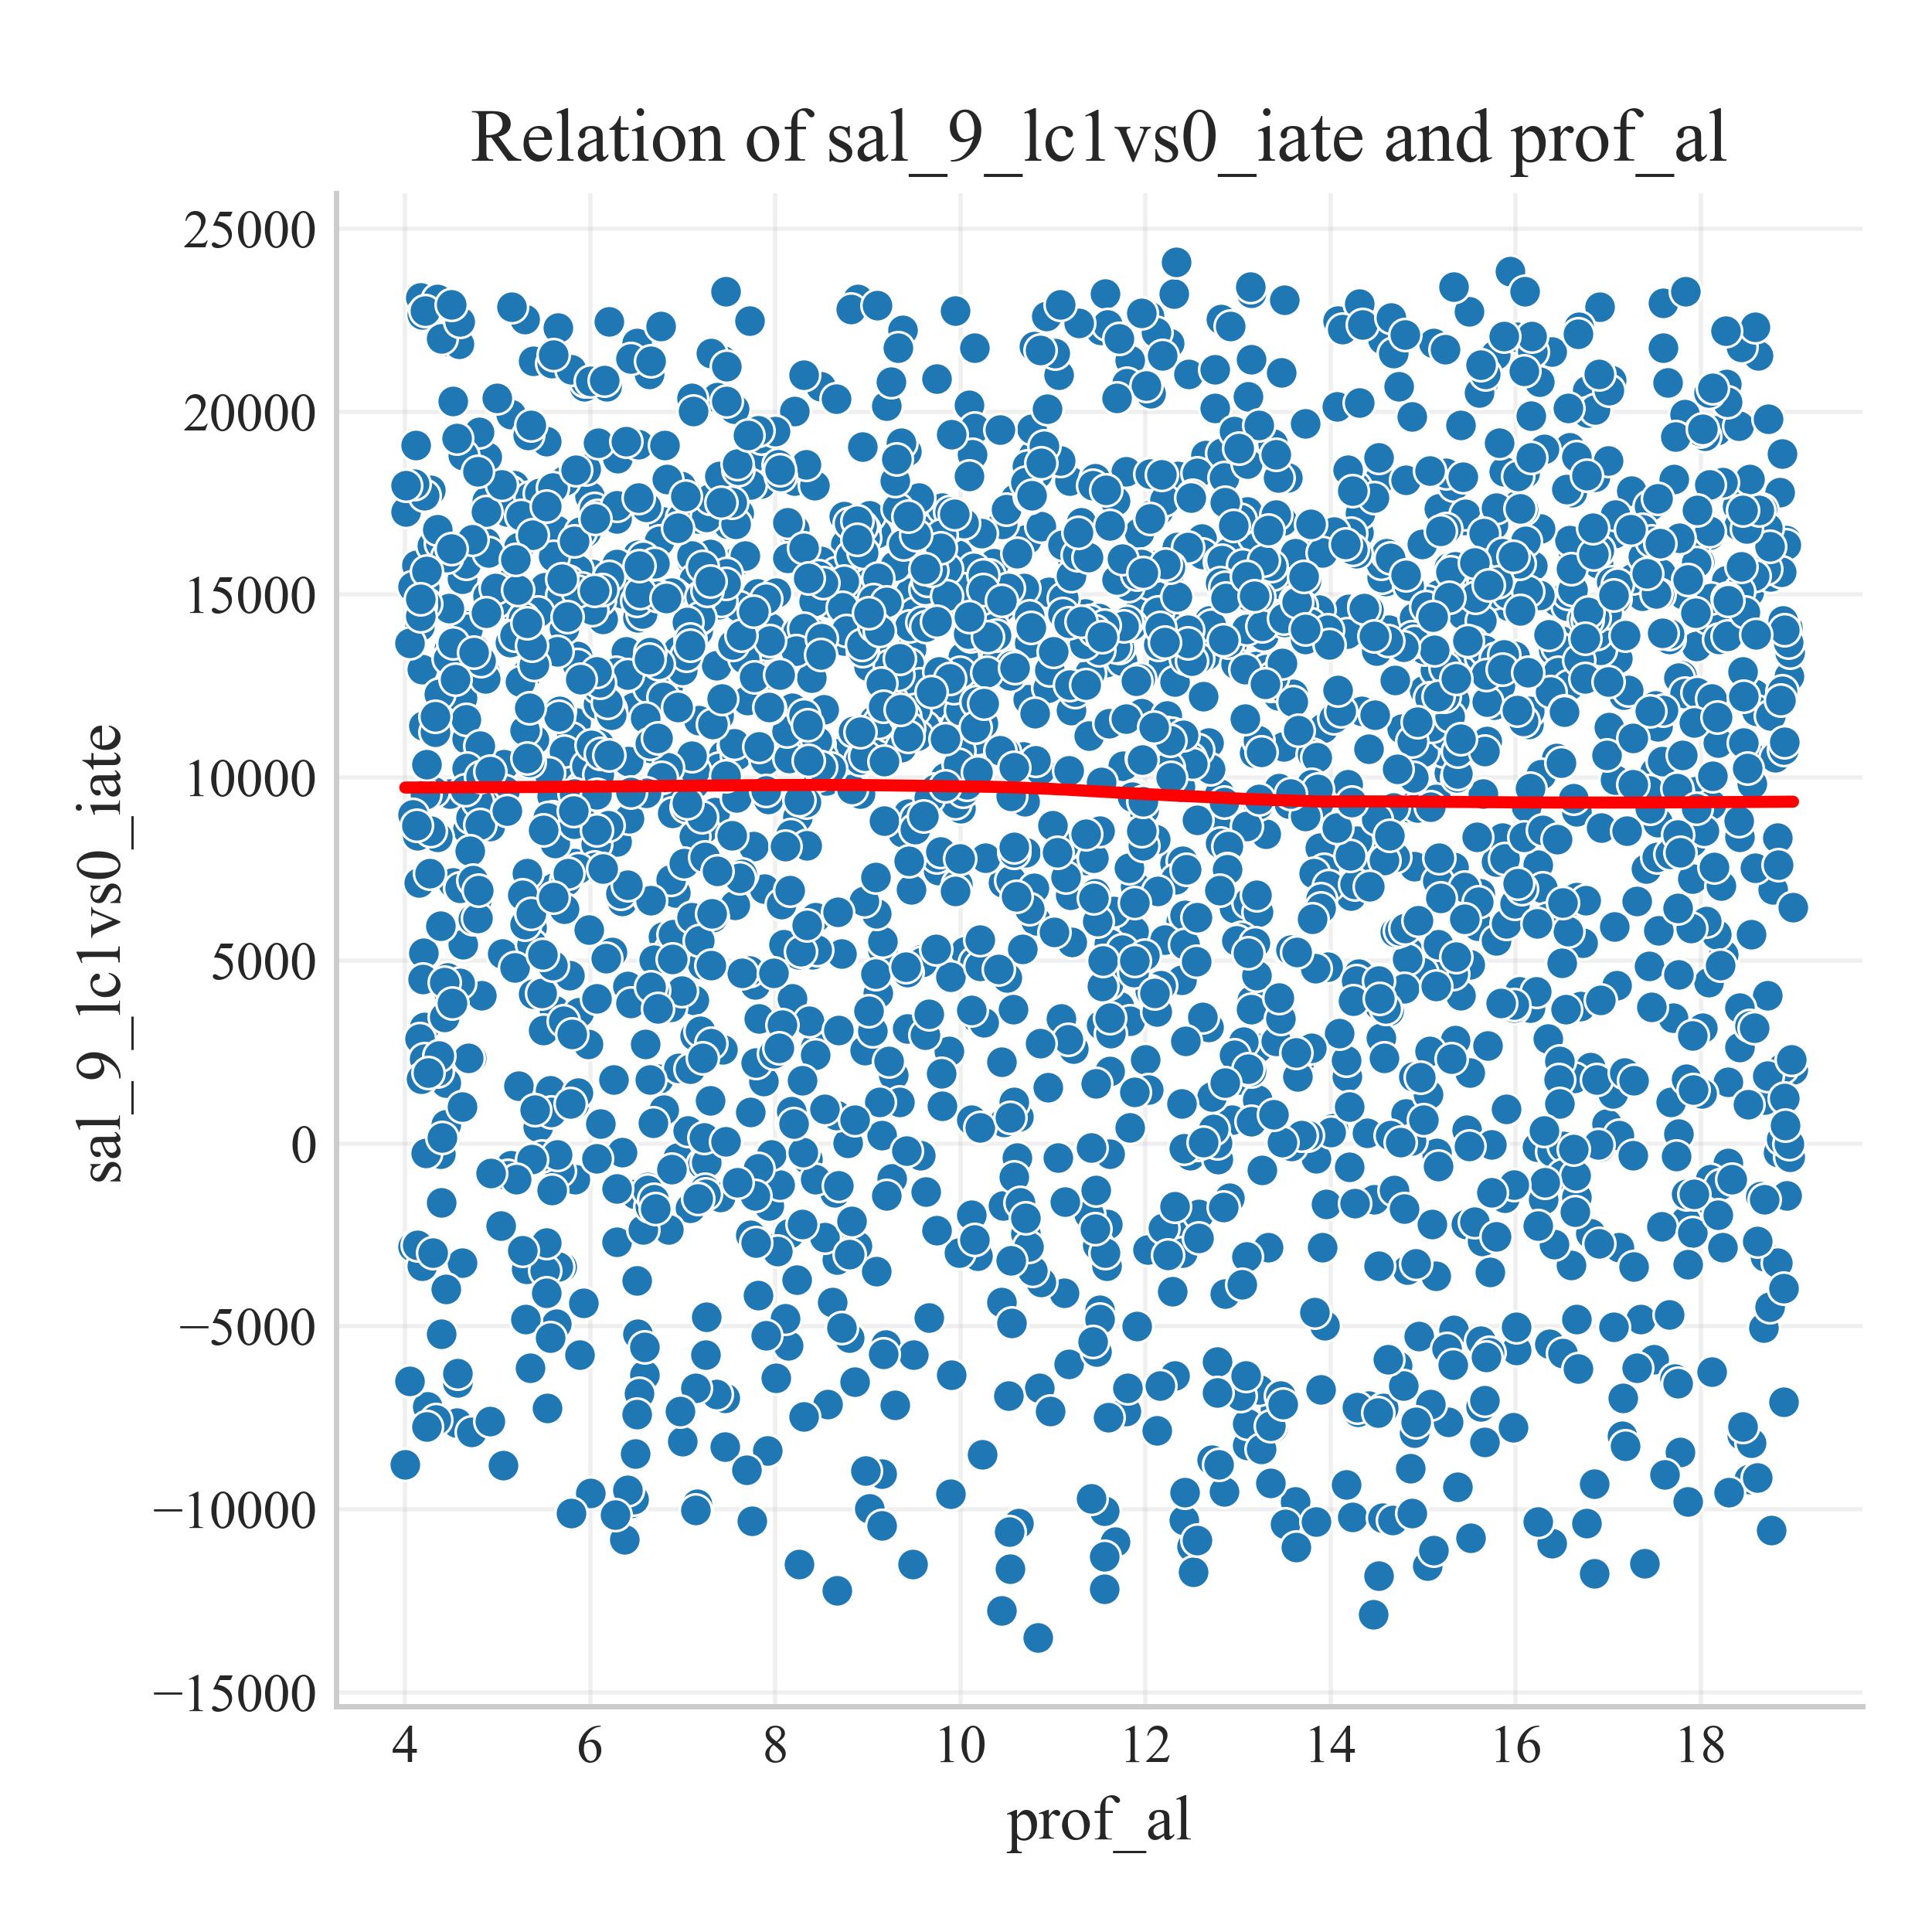 Relation of sal_9_lc1vs0_iate and prof_al
25000
20000
15000
10000
5000
0
−5000
−10000
−15000
sal_9_lc1vs0_iate
4 6 8 10 12 14 16 18
prof_al